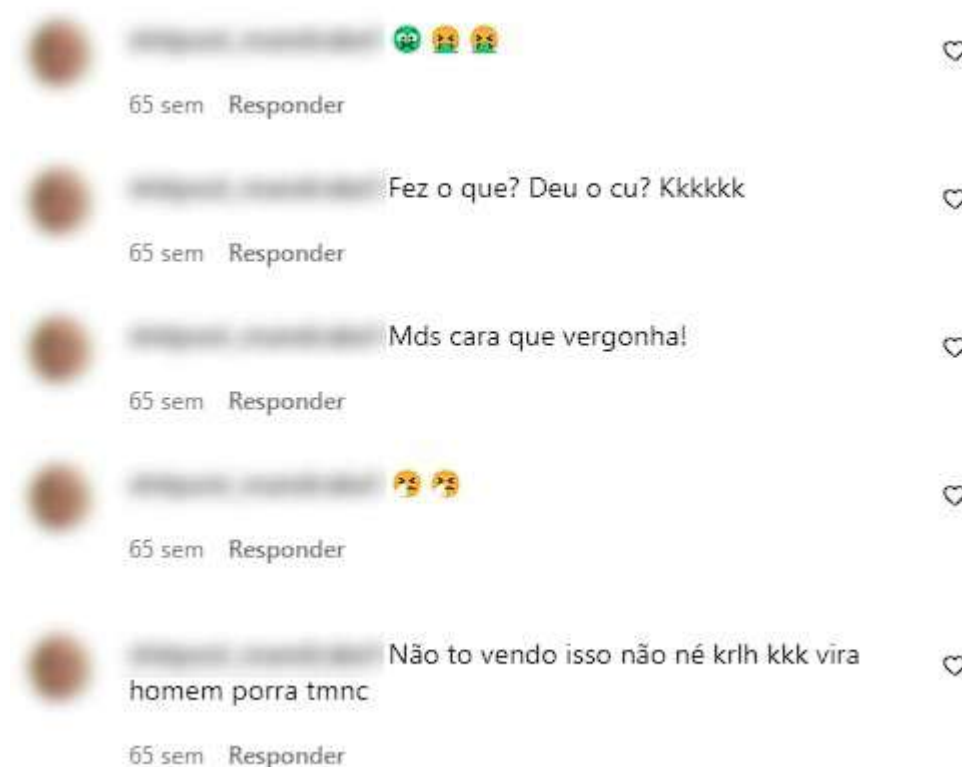 🤢🤮🤮
65 sem Responder
Fez o que? Deu o cu? Kkkkkk
65 sem Responder
Mds cara que vergonha!
65 sem Responder
🤧🤧
65 sem Responder
Não to vendo isso não né krlh kkk vira
homem porra tmnc
65 sem Responder